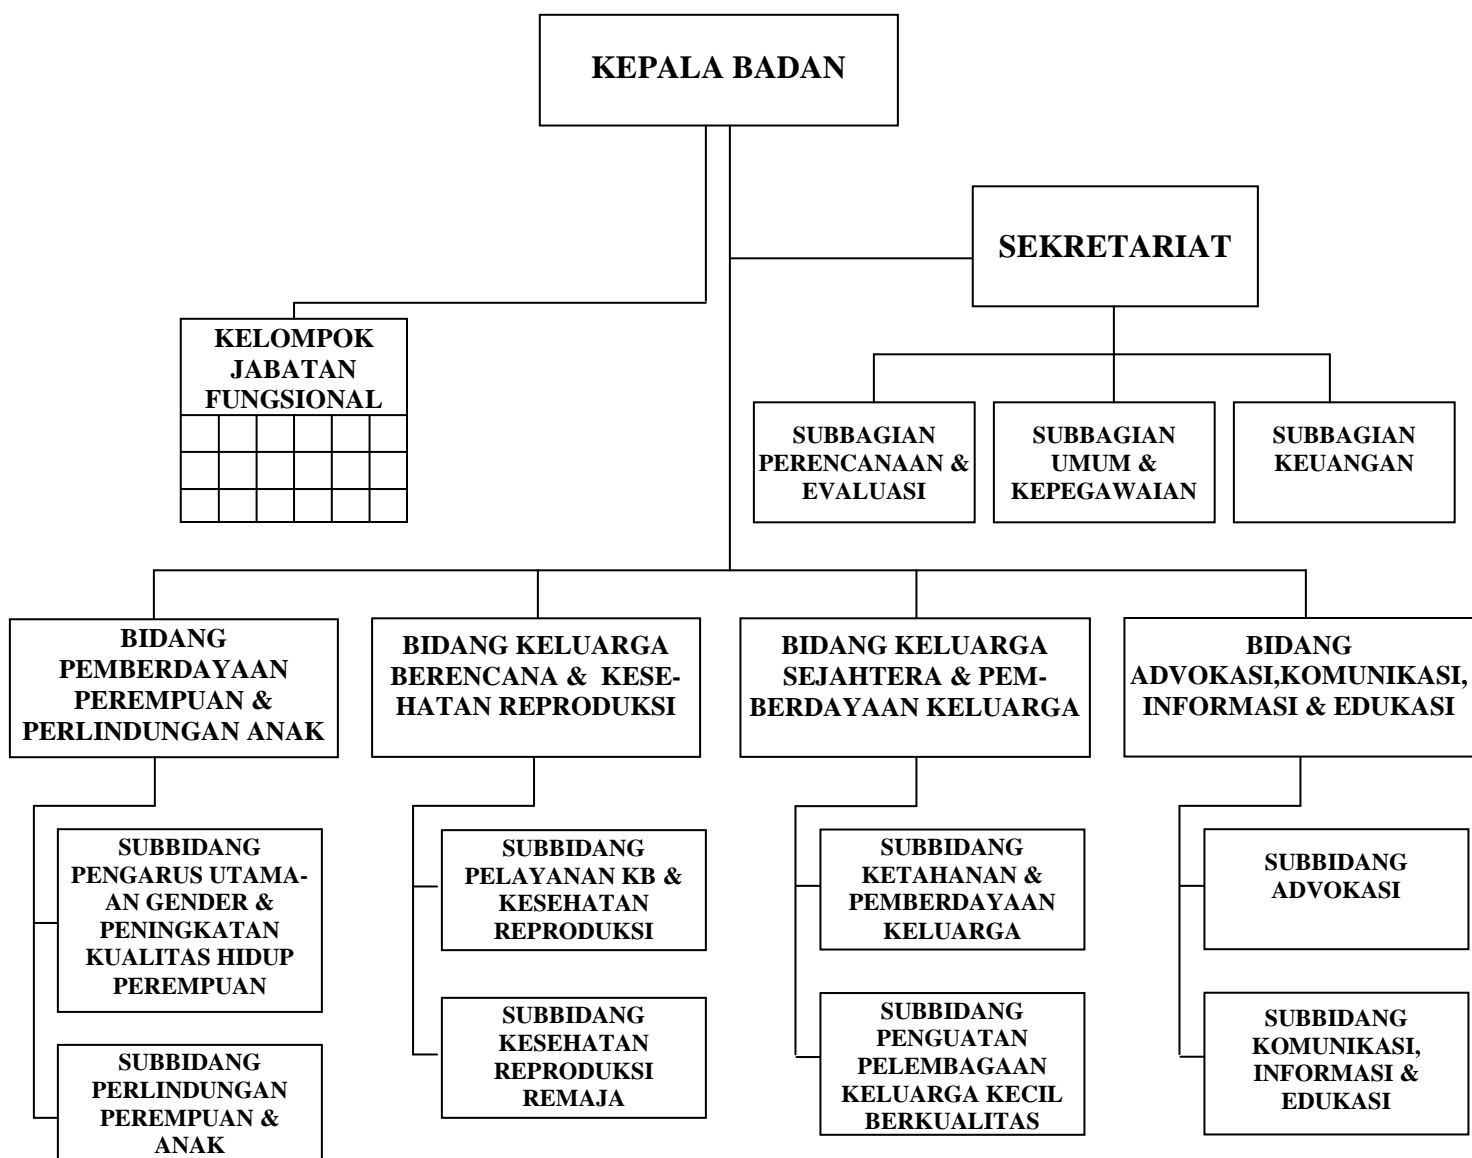 KEPALA BADAN
SEKRETARIAT
KELOMPOK
JABATAN
FUNGSIONAL
SUBBAGIAN
PERENCANAAN &
EVALUASI
SUBBAGIAN
UMUM &
KEPEGAWAIAN
SUBBAGIAN
KEUANGAN
BIDANG
PEMBERDAYAAN
PEREMPUAN &
PERLINDUNGAN ANAK
BIDANG KELUARGA
BERENCANA & KESE-
HATAN REPRODUKSI
BIDANG KELUARGA
SEJAHTERA & PEM-
BERDAYAAN KELUARGA
BIDANG
ADVOKASI,KOMUNIKASI,
INFORMASI & EDUKASI
SUBBIDANG
PENGARUS UTAMA-
AN GENDER &
PENINGKATAN
KUALITAS HIDUP
PEREMPUAN
SUBBIDANG
PELAYANAN KB &
KESEHATAN
REPRODUKSI
SUBBIDANG
KETAHANAN &
PEMBERDAYAAN
KELUARGA
SUBBIDANG
ADVOKASI
SUBBIDANG
PERLINDUNGAN
PEREMPUAN &
ANAK
SUBBIDANG
KESEHATAN
REPRODUKSI
REMAJA
SUBBIDANG
PENGUATAN
PELEMBAGAAN
KELUARGA KECIL
BERKUALITAS
SUBBIDANG
KOMUNIKASI,
INFORMASI &
EDUKASI